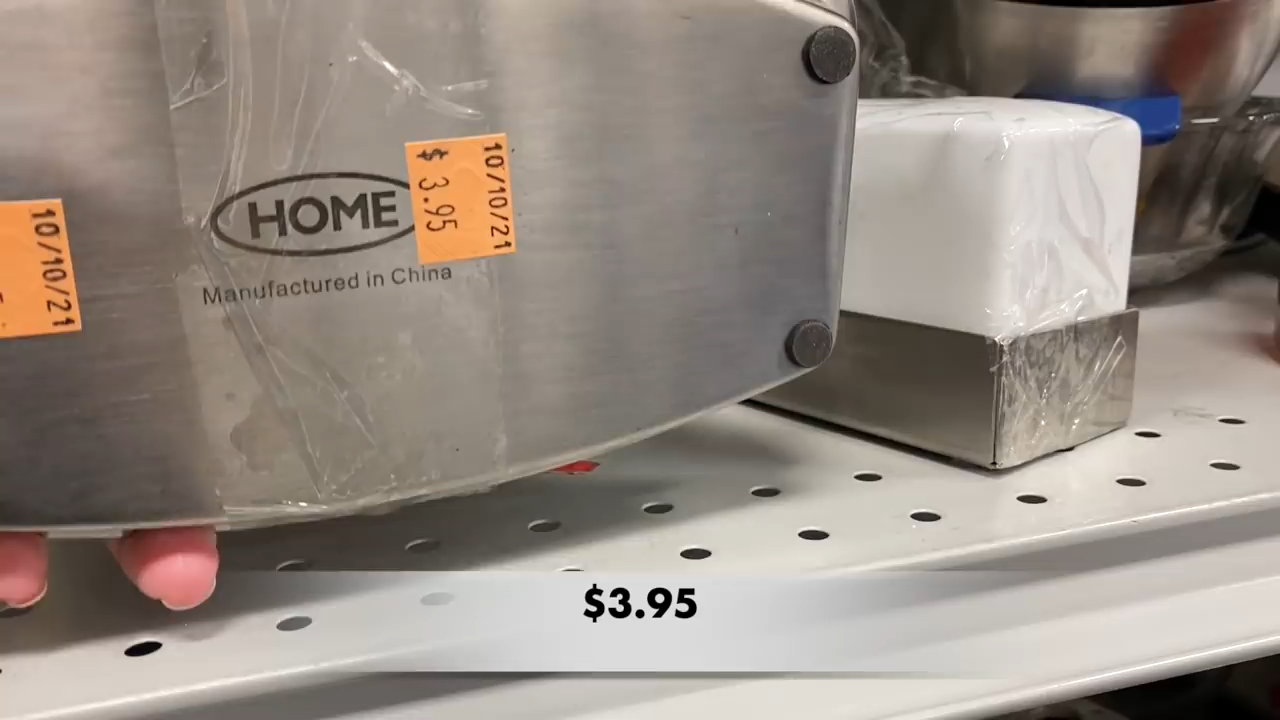 10/10/21
HOME
$ 3.95
10/10/21
Manufactured in China
$3.95